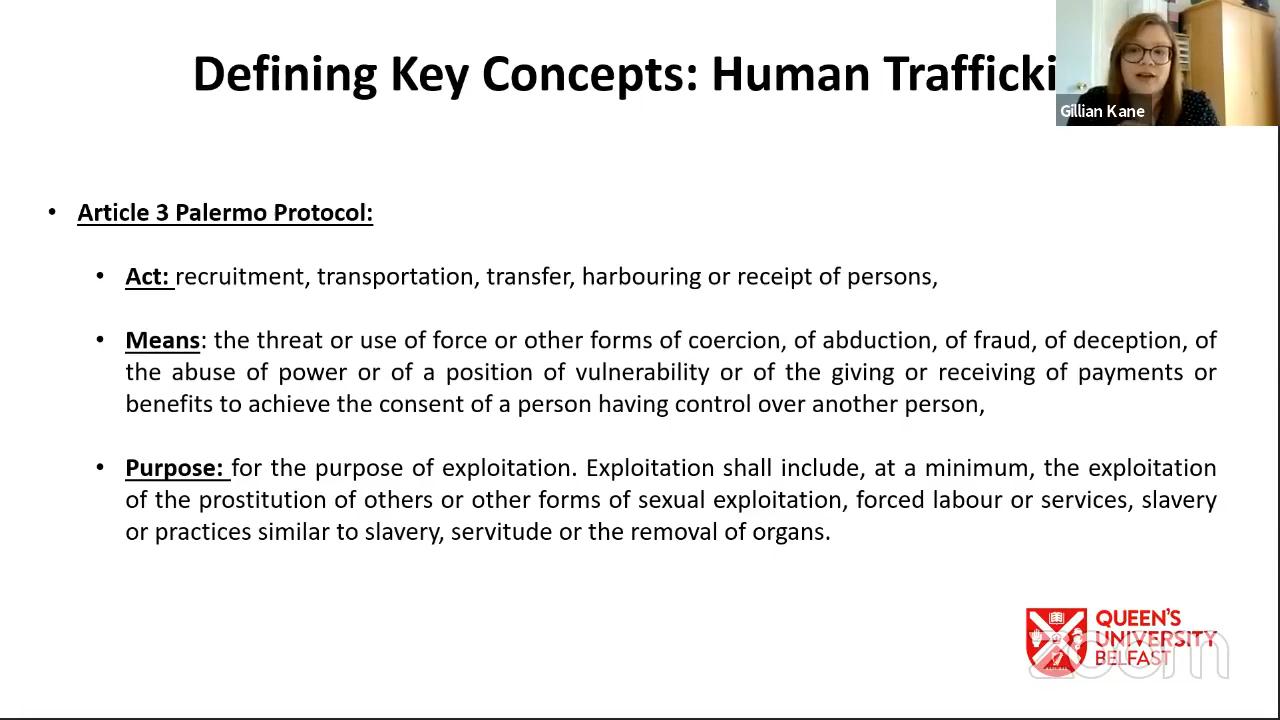 Defining Key Concepts: Human Trafficki
Gillian Kane
• Article 3 Palermo Protocol:
• Act: recruitment, transportation, transfer, harbouring or receipt of persons,
• Means: the threat or use of force or other forms of coercion, of abduction, of fraud, of deception, of
the abuse of power or of a position of vulnerability or of the giving or receiving of payments or
benefits to achieve the consent of a person having control over another person,
• Purpose: for the purpose of exploitation. Exploitation shall include, at a minimum, the exploitation
of the prostitution of others or other forms of sexual exploitation, forced labour or services, slavery
or practices similar to slavery, servitude or the removal of organs.
QUEEN'S
UNIVERSITY
BELFAST
zoom